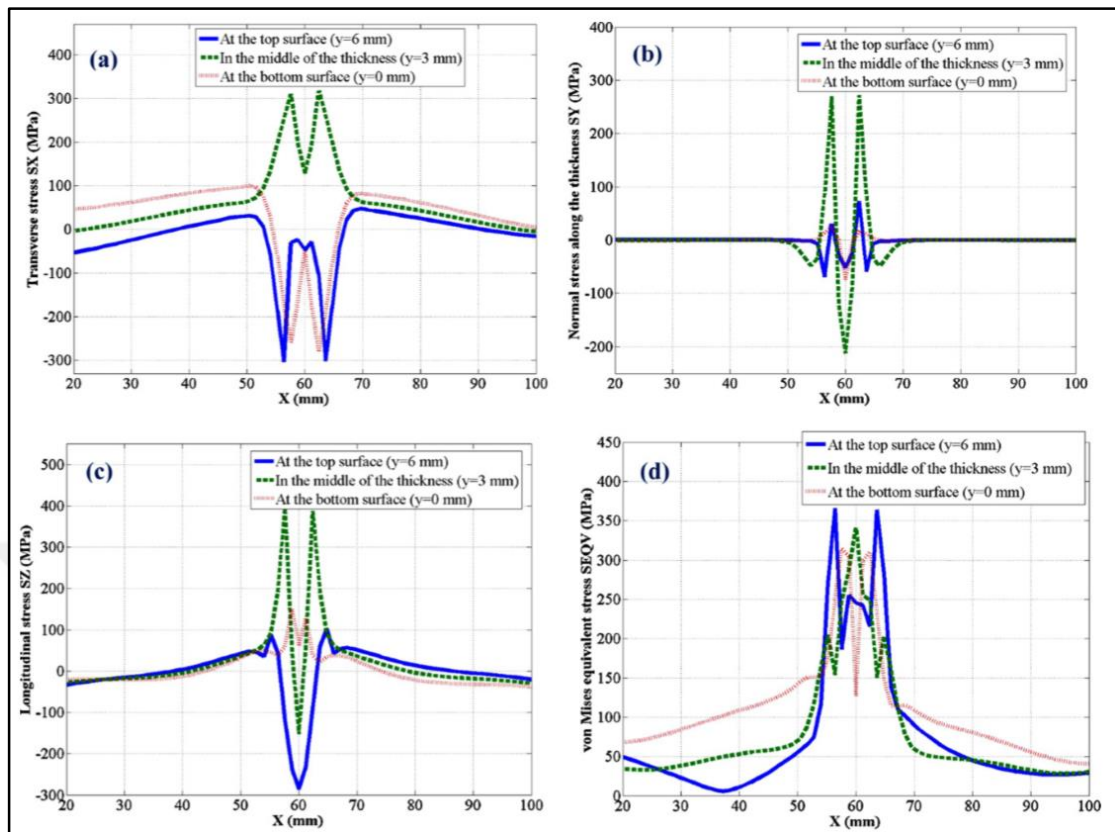 (a)
At the top surface (y=6 mm)
In the middle of the thickness (y=3 mm)
At the bottom surface (y=0 mm)
Transverse stress SX (MPa)
400
300
200
100
0
-100
-200
-300
20 30 40 50 60 70 80 90 100
X (mm)
(b)
At the top surface (y=6 mm)
In the middle of the thickness (y=3 mm)
At the bottom surface (y=0 mm)
Normal stress along the thickness SY (MPa)
400
300
200
100
0
-100
-200
20 30 40 50 60 70 80 90 100
X (mm)
(c)
At the top surface (y=6 mm)
In the middle of the thickness (y=3 mm)
At the bottom surface (y=0 mm)
Longitudinal stress SZ (MPa)
500
400
300
200
100
0
-100
-200
-300
20 30 40 50 60 70 80 90 100
X (mm)
(d)
At the top surface (y=6 mm)
In the middle of the thickness (y=3 mm)
At the bottom surface (y=0 mm)
von Mises equivalent stress SEQV (MPa)
450
400
350
300
250
200
150
100
50
0
20 30 40 50 60 70 80 90 100
X (mm)